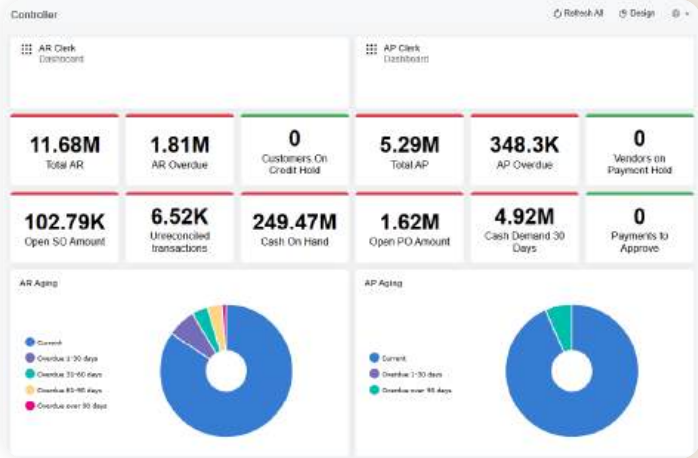 Controller
Refresh All
Design
AR Clerk
Dashboard
AP Clerk
Dashboard
11.68M
Total AR
1.81M
AR Overdue
0
Customers On
Credit Hold
5.29M
Total AP
348.3K
AP Overdue
0
Vendors on
Payment Hold
102.79K
Open SO Amount
6.52K
Unreconciled
transactions
249.47M
Cash On Hand
1.62M
Open PO Amount
4.92M
Cash Demand 30
Days
0
Payments to
Approve
AR Aging
Current
Overdue 1-30 days
Overdue 31-60 days
Overdue 61-90 days
Overdue over 90 days
AP Aging
Current
Overdue 1-30 days
Overdue over 90 days